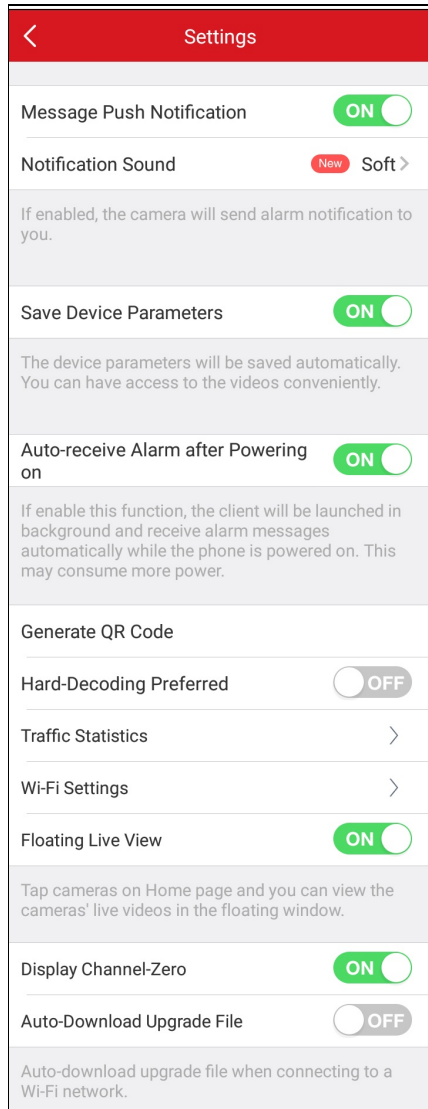 Settings
Message Push Notification ON
Notification Sound New Soft
If enabled, the camera will send alarm notification to
you.
Save Device Parameters ON
The device parameters will be saved automatically.
You can have access to the videos conveniently.
Auto-receive Alarm after Powering
on ON
If enable this function, the client will be launched in
background and receive alarm messages
automatically while the phone is powered on. This
may consume more power.
Generate QR Code
Hard-Decoding Preferred OFF
Traffic Statistics
Wi-Fi Settings
Floating Live View ON
Tap cameras on Home page and you can view the
cameras' live videos in the floating window.
Display Channel-Zero ON
Auto-Download Upgrade File OFF
Auto-download upgrade file when connecting to a
Wi-Fi network.